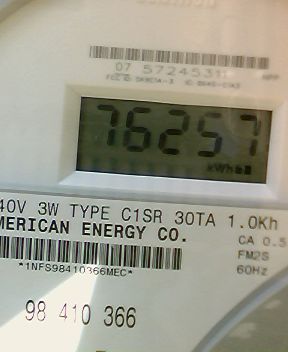 07 57245311
76257
kWh
40V 3W TYPE C1SR 30TA 1.0Kh
MERICAN ENERGY CO.
CA 0.5
FM2S
*1NFS98410366MEC*
60Hz
98 410 366